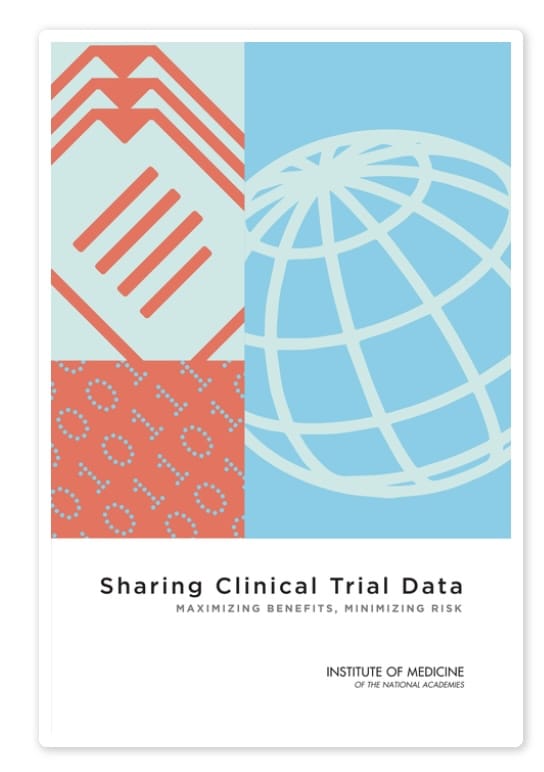 Sharing Clinical Trial Data
MAXIMIZING BENEFITS, MINIMIZING RISK
INSTITUTE OF MEDICINE
OF THE NATIONAL ACADEMIES